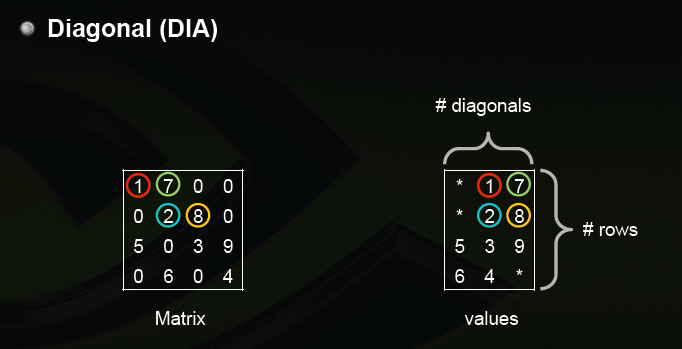 Diagonal (DIA)
# diagonals
1 7 0 0
0 2 8 0
5 0 3 9
0 6 0 4
Matrix
* 1 7
* 2 8
5 3 9
6 4 *
values
# rows